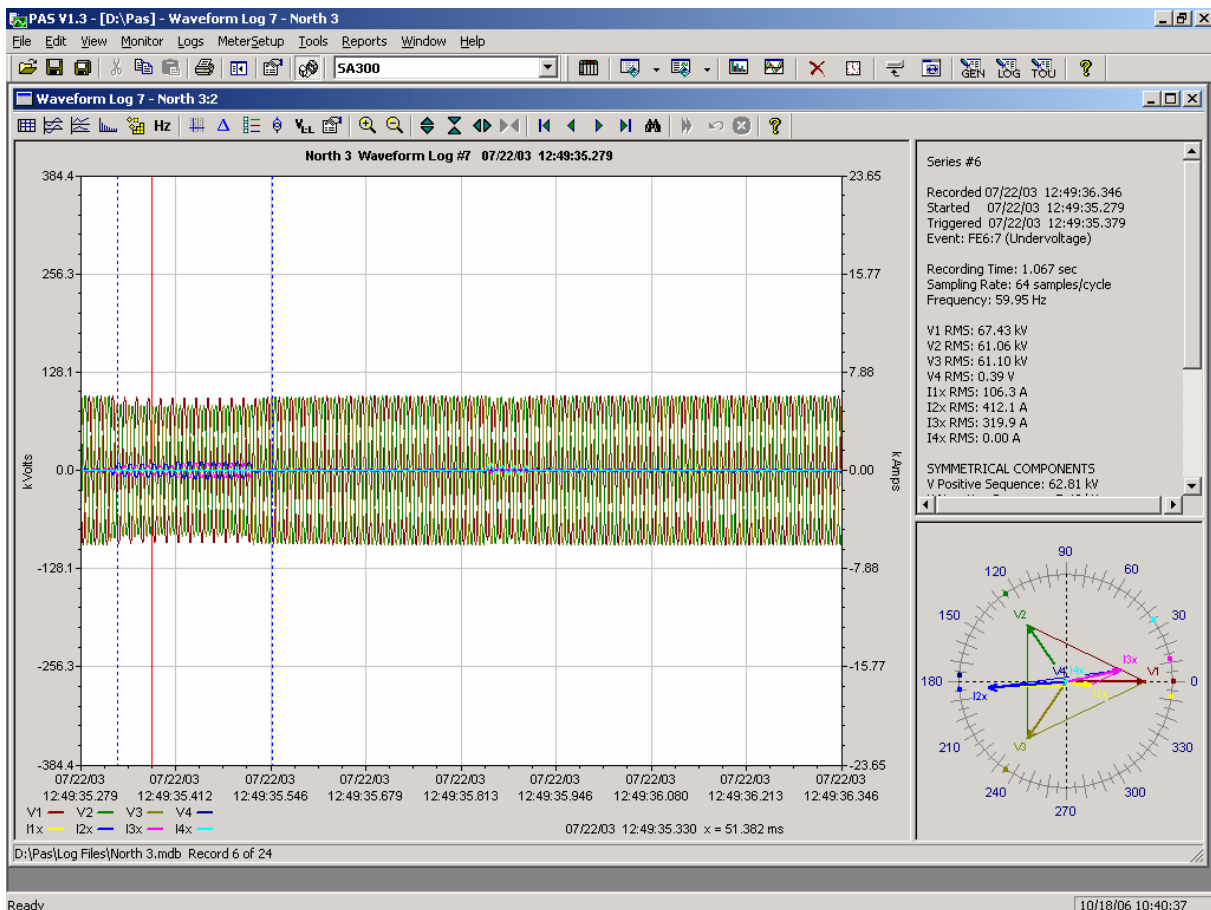 PAS V1.3 - [D:\Pas] - Waveform Log 7 - North 3
File Edit View Monitor Logs MeterSetup Tools Reports Window Help
SA300
GEN LOG TOU
Waveform Log 7 - North 3:2
Hz
VL-L
North 3 Waveform Log #7 07/22/03 12:49:35.279
384.4
256.3
128.1
0.0
-128.1
-256.3
-384.4
kVolts
23.65
15.77
7.88
0.00
-7.88
-15.77
-23.65
kAmps
07/22/03 07/22/03 07/22/03 07/22/03 07/22/03 07/22/03 07/22/03 07/22/03 07/22/03
12:49:35.279 12:49:35.412 12:49:35.546 12:49:35.679 12:49:35.813 12:49:35.946 12:49:36.080 12:49:36.213 12:49:36.346
V1 V2 V3 V4
I1x I2x I3x I4x
07/22/03 12:49:35.330 x = 51.382 ms
Series #6
Recorded 07/22/03 12:49:36.346
Started 07/22/03 12:49:35.279
Triggered 07/22/03 12:49:35.379
Event: FE6:7 (Undervoltage)
Recording Time: 1.067 sec
Sampling Rate: 64 samples/cycle
Frequency: 59.95 Hz
V1 RMS: 67.43 kV
V2 RMS: 61.06 kV
V3 RMS: 61.10 kV
V4 RMS: 0.39 V
I1x RMS: 106.3 A
I2x RMS: 412.1 A
I3x RMS: 319.9 A
I4x RMS: 0.00 A
SYMMETRICAL COMPONENTS
V Positive Sequence: 62.81 kV
90
120 60
150 30
180 0
210 330
240 300
270
V2
V4 I4x I3x V1
I2x I1x
V3
D:\Pas\Log Files\North 3.mdb Record 6 of 24
Ready
10/18/06 10:40:37